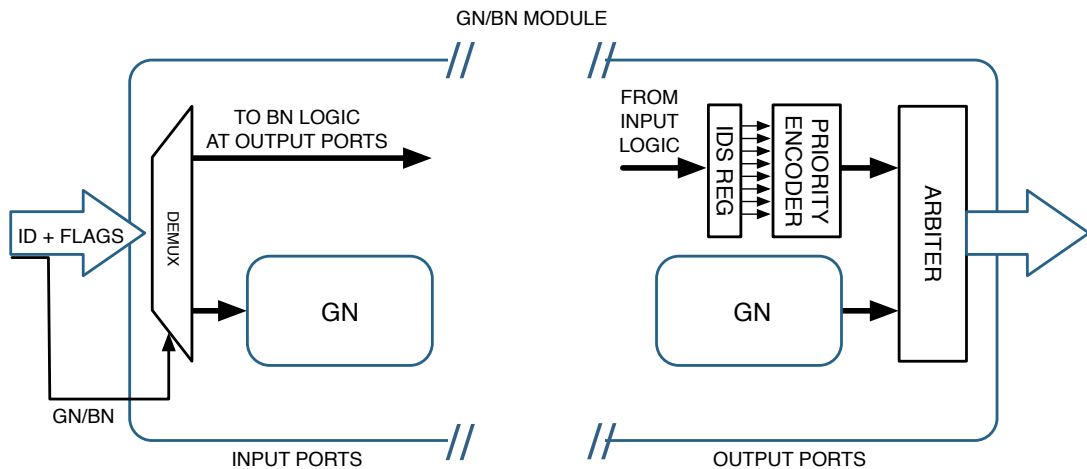 GN/BN MODULE
TO BN LOGIC
AT OUTPUT PORTS
FROM
INPUT
LOGIC
IDS REG
PRIORITY
ENCODER
ARBITER
ID + FLAGS
DEMUX
GN
GN
GN/BN
INPUT PORTS
OUTPUT PORTS